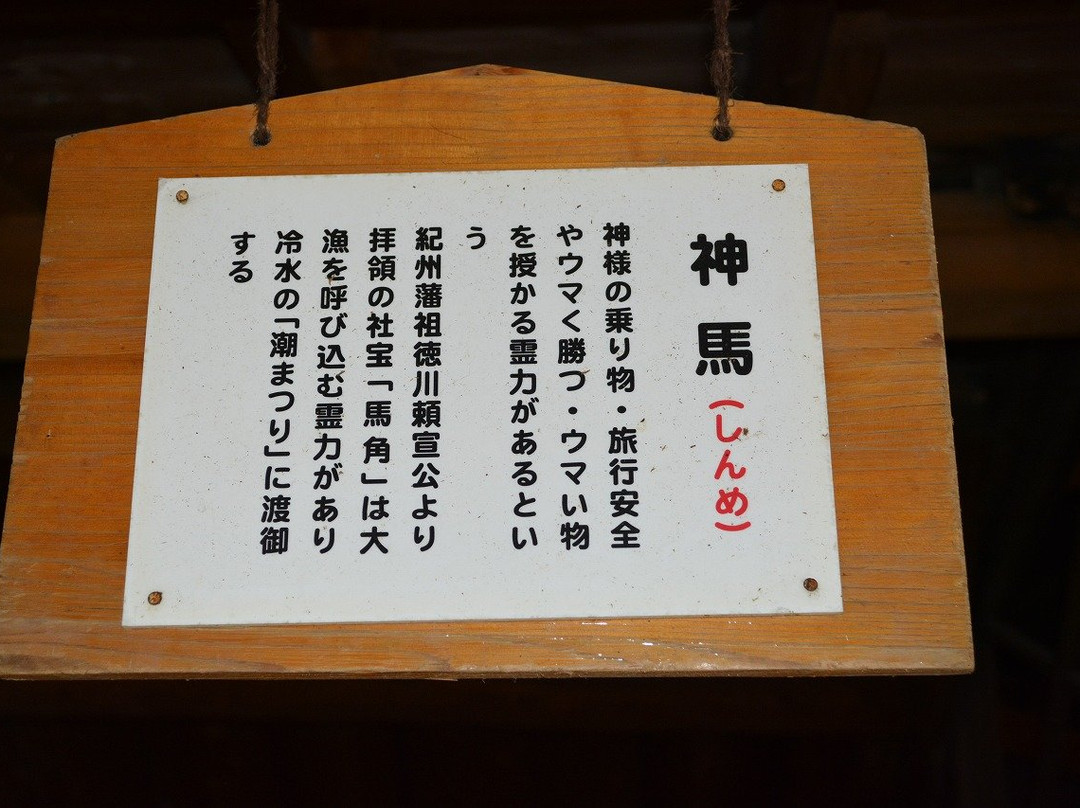 神馬(しんめ)
神様の乗り物・旅行安全
やウマく勝つ・ウマい物
を授かる霊力があるとい
う
紀州藩祖徳川頼宣公より
拝領の社宝「馬角」は大
漁を呼び込む霊力があり
冷水の「潮まつり」に渡御
する